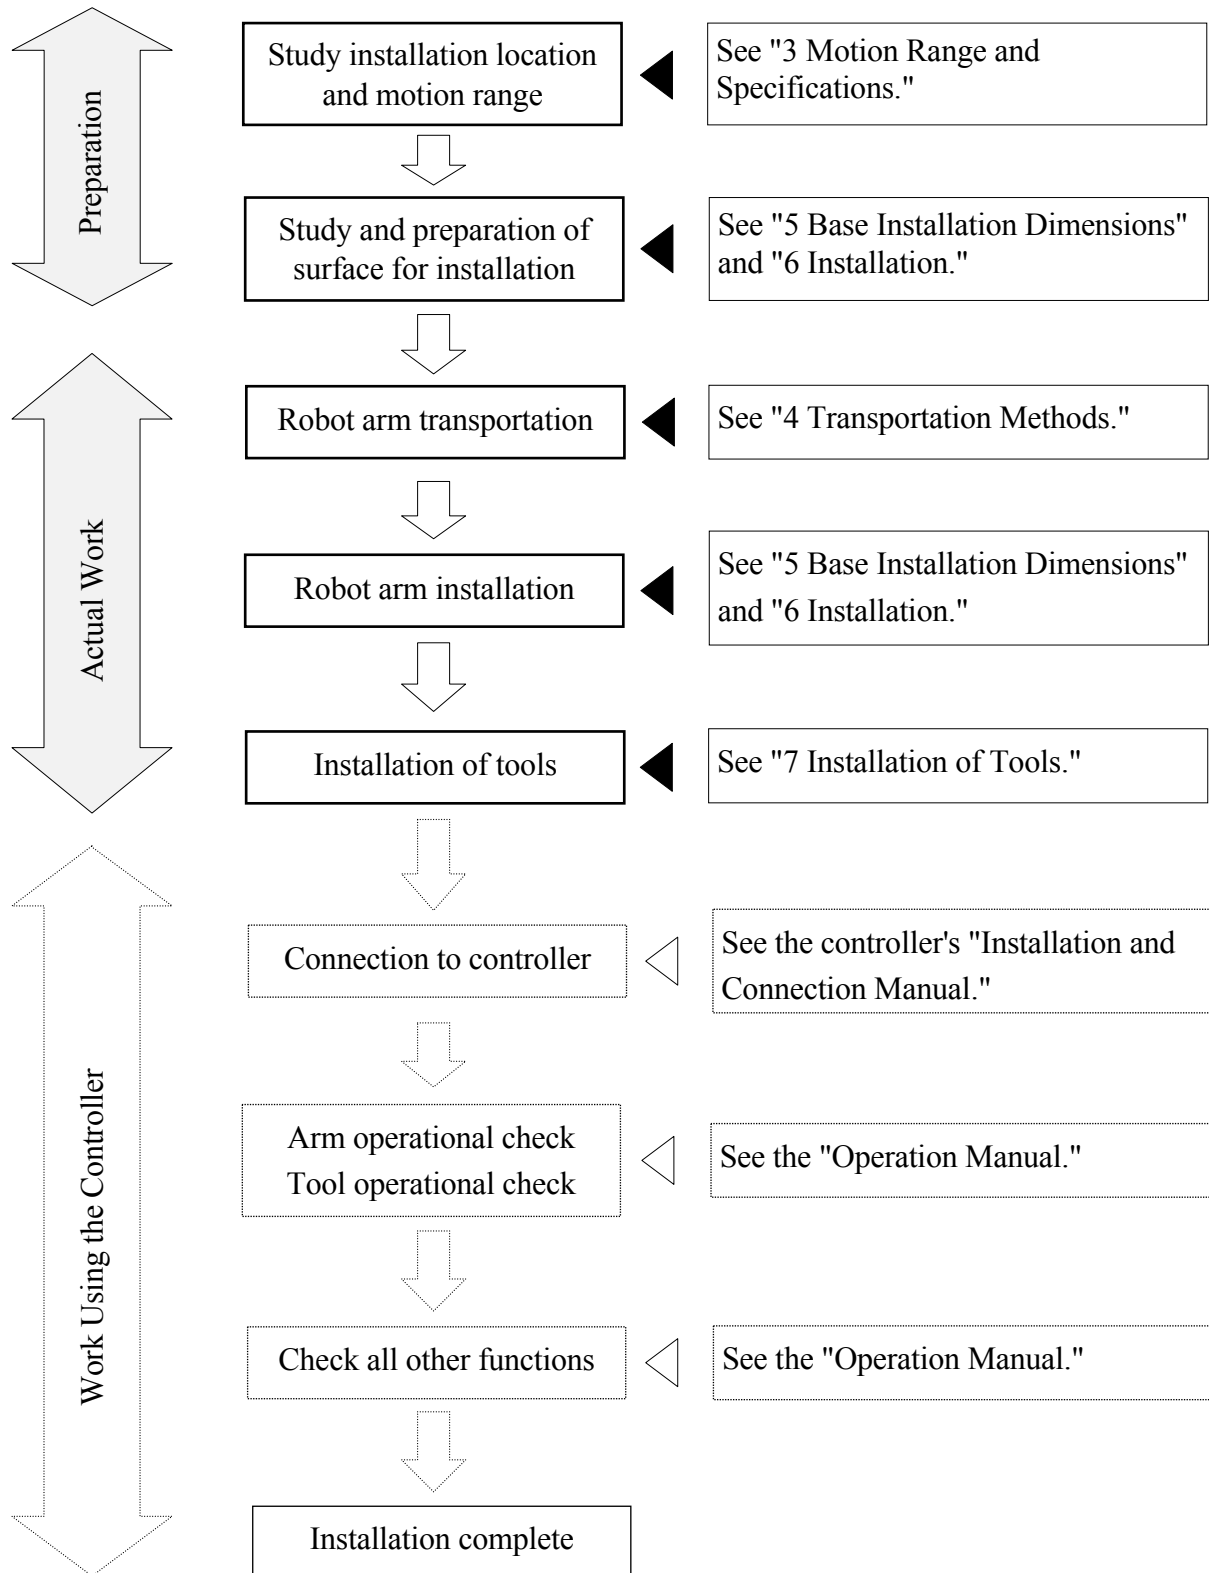 Preparation
Study installation location
and motion range
See "3 Motion Range and
Specifications."
Study and preparation of
surface for installation
See "5 Base Installation Dimensions"
and "6 Installation."
Actual Work
Robot arm transportation
See "4 Transportation Methods."
Robot arm installation
See "5 Base Installation Dimensions"
and "6 Installation."
Installation of tools
See "7 Installation of Tools."
Work Using the Controller
Connection to controller
See the controller's "Installation and
Connection Manual."
Arm operational check
Tool operational check
See the "Operation Manual."
Check all other functions
See the "Operation Manual."
Installation complete